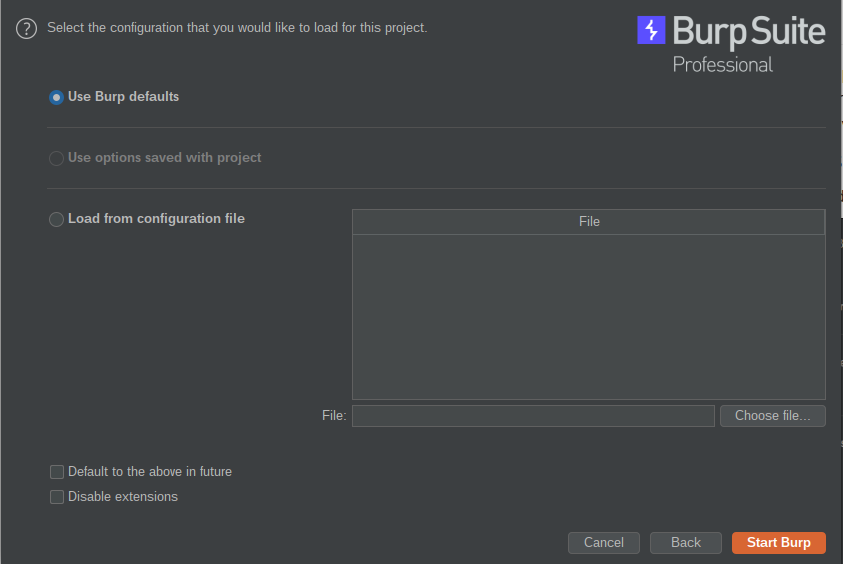 Select the configuration that you would like to load for this project.
Burp Suite
Professional
Use Burp defaults
Use options saved with project
Load from configuration file
File
File:
Choose file...
Default to the above in future
Disable extensions
Cancel
Back
Start Burp